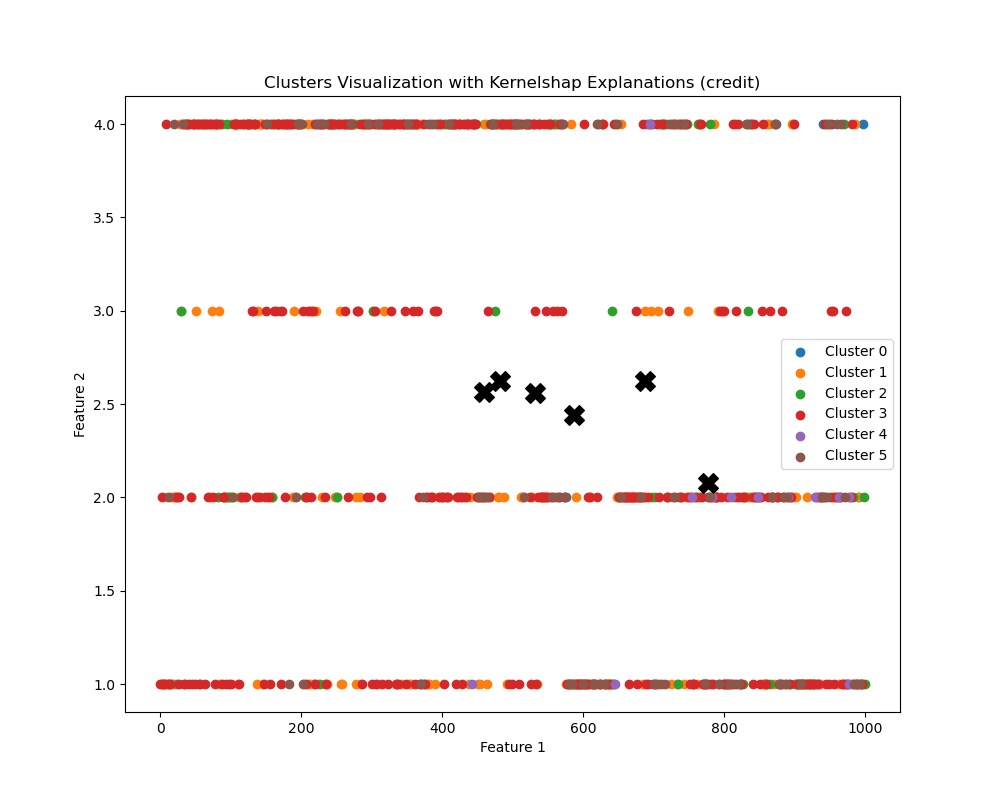 Clusters Visualization with Kernelshap Explanations (credit)
4.0
3.5
3.0
2.5
2.0
1.5
1.0
Feature 2
Cluster 0
Cluster 1
Cluster 2
Cluster 3
Cluster 4
Cluster 5
0 200 400 600 800 1000
Feature 1